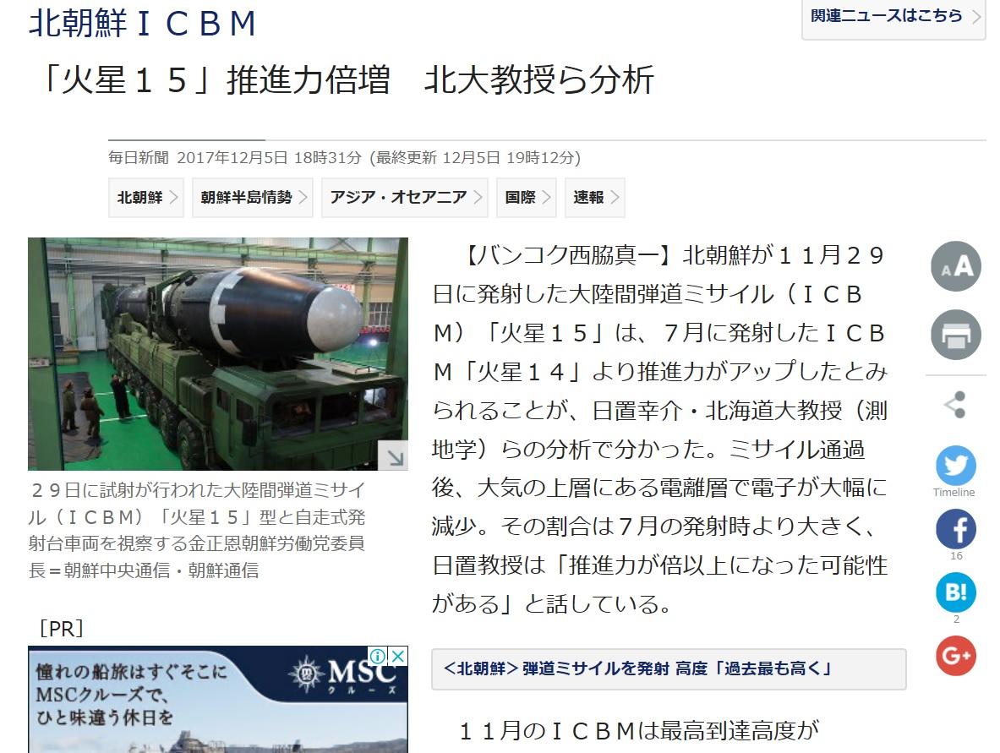 北朝鮮ＩＣＢＭ
関連ニュースはこちら
「火星１５」推進力倍増　北大教授ら分析
毎日新聞 2017年12月5日 18時31分 (最終更新 12月5日 19時12分)
北朝鮮
朝鮮半島情勢
アジア・オセアニア
国際
速報
【バンコク西脇真一】北朝鮮が１１月２９
日に発射した大陸間弾道ミサイル（ＩＣＢ
Ｍ）「火星１５」は、７月に発射したＩＣＢ
Ｍ「火星１４」より推進力がアップしたとみ
られることが、日置幸介・北海道大教授（測
地学）らの分析で分かった。ミサイル通過
後、大気の上層にある電離層で電子が大幅に
減少。その割合は７月の発射時より大きく、
日置教授は「推進力が倍以上になった可能性
がある」と話している。
２９日に試射が行われた大陸間弾道ミサイ
ル（ＩＣＢＭ）「火星１５」型と自走式発
射台車両を視察する金正恩朝鮮労働党委員
長＝朝鮮中央通信・朝鮮通信
［PR］
憧れの船旅はすぐそこに
MSCクルーズで、
ひと味違う休日を
MSC
クルーズ
＜北朝鮮＞弾道ミサイルを発射 高度「過去最も高く」
１１月のＩＣＢＭは最高到達高度が
AA
Timeline
16
B!
2
G+